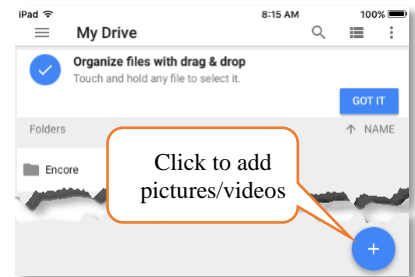 iPad 8:15 AM 100%
My Drive
Organize files with drag & drop
Touch and hold any file to select it.
GOT IT
Folders ↑ NAME
Encore
Click to add
pictures/videos
+